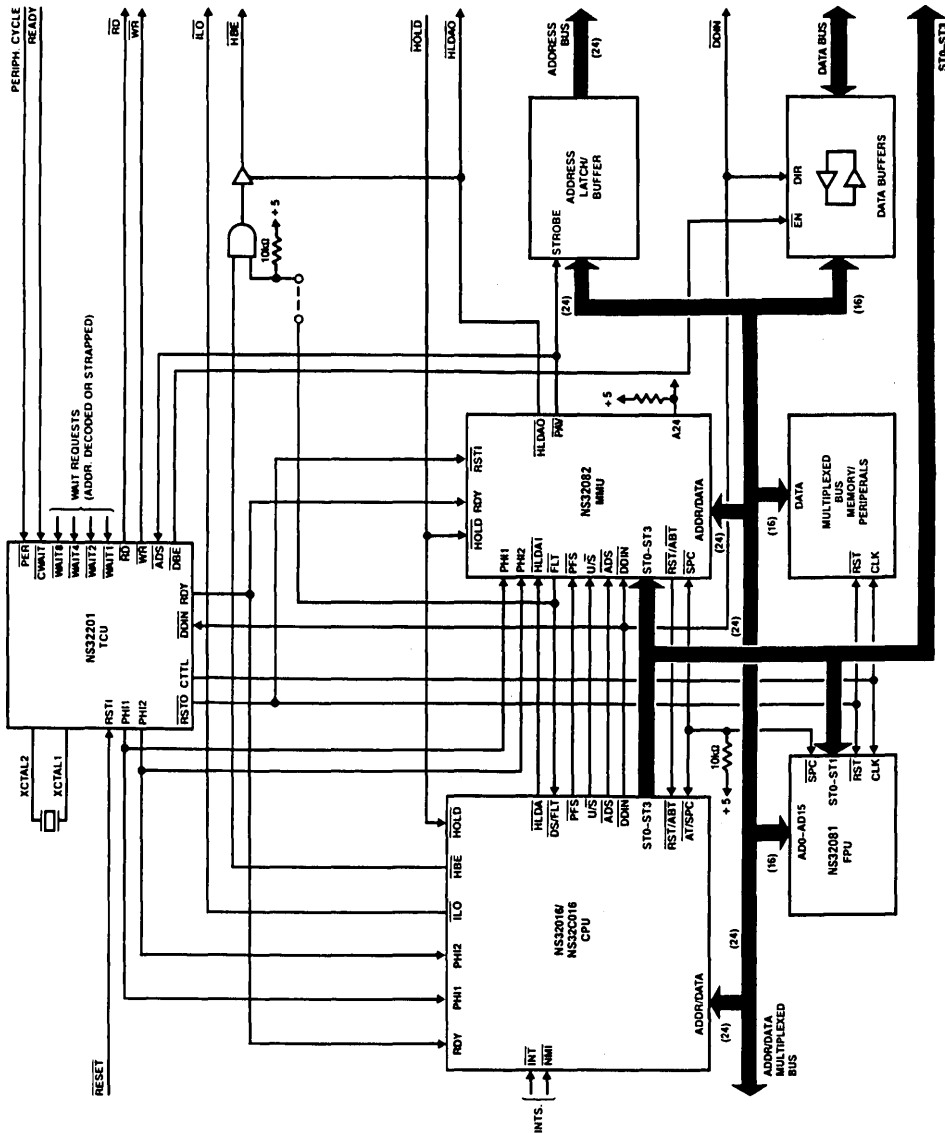 PERIPH. CYCLE
READY
RD
WR
ILO
HBE
HOLD
HLDAO
ADDRESS BUS
(24)
DDIN
DATA BUS
ST0-ST3
WAIT REQUESTS
(ADDR. DECODED OR STRAPPED)
PER
CWAIT
WAIT8
WAIT4
WAIT2
WAIT1
RD
WR
ADS
DBE
NS32201
TCU
RSTI
PHI1
PHI2
RSTO
CTTL
DDIN
RDY
XCTAL2
XCTAL1
RESET
10kΩ
+5
ADDRESS
LATCH/
BUFFER
STROBE
(24)
DIR
EN
DATA BUFFERS
(16)
HLDAO
PAV
A24
+5
RSTI
RDY
HOLD
NS32082
MMU
PHI1
PHI2
HLDAI
FLT
PFS
U/S
ADS
DDIN
ST0-ST3
RST/ABT
SPC
ADDR/DATA
(24)
(24)
DATA
MULTIPLEXED
BUS
MEMORY/
PERIPERALS
RST
CLK
(16)
HOLD
HBE
ILO
PHI2
PHI1
RDY
NS32016/
NS32C016
CPU
HLDA
DS/FLT
PFS
U/S
ADS
DDIN
ST0-ST3
RST/ABT
AT/SPC
ADDR/DATA
(24)
INT
NMI
INTS.
10kΩ
+5
SPC
ST0-ST1
RST
CLK
AD0-AD15
NS32081
FPU
(16)
(24)
ADDR/DATA
MULTIPLEXED
BUS